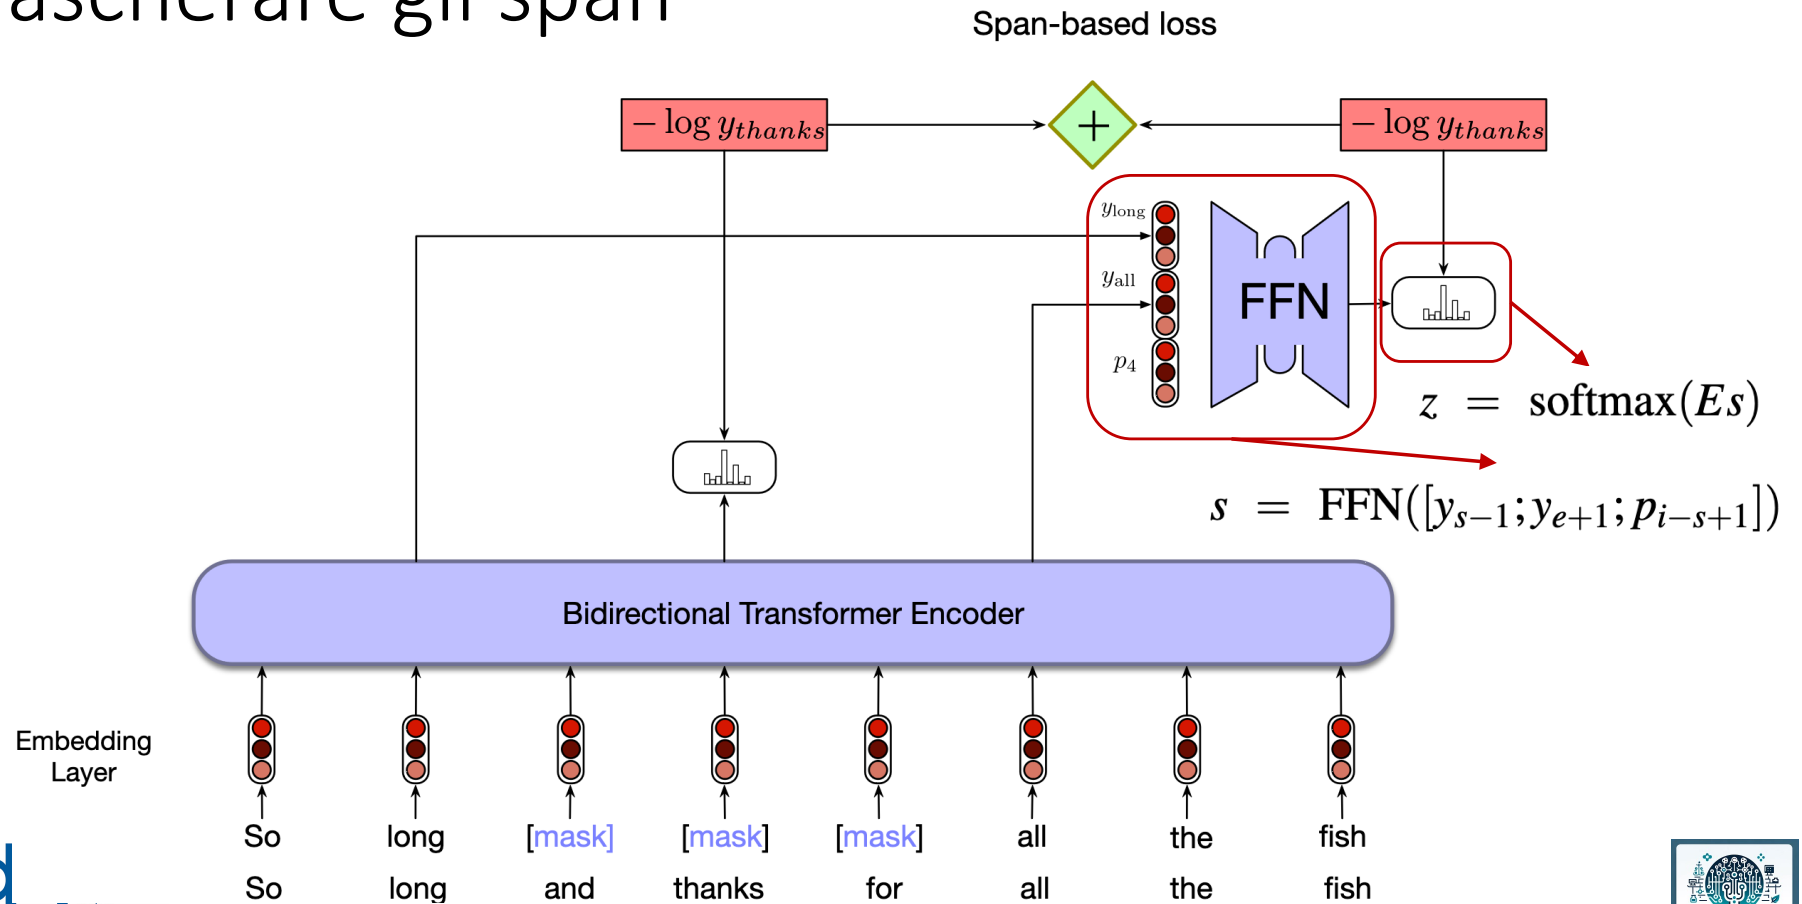 gli span
Span-based loss
− log y_thanks
+
− log y_thanks
y_long
y_all
p_4
FFN
z = softmax(Es)
s = FFN([y_{s−1}; y_{e+1}; p_{i−s+1}])
Bidirectional Transformer Encoder
Embedding
Layer
So long [mask] [mask] [mask] all the fish
So long and thanks for all the fish